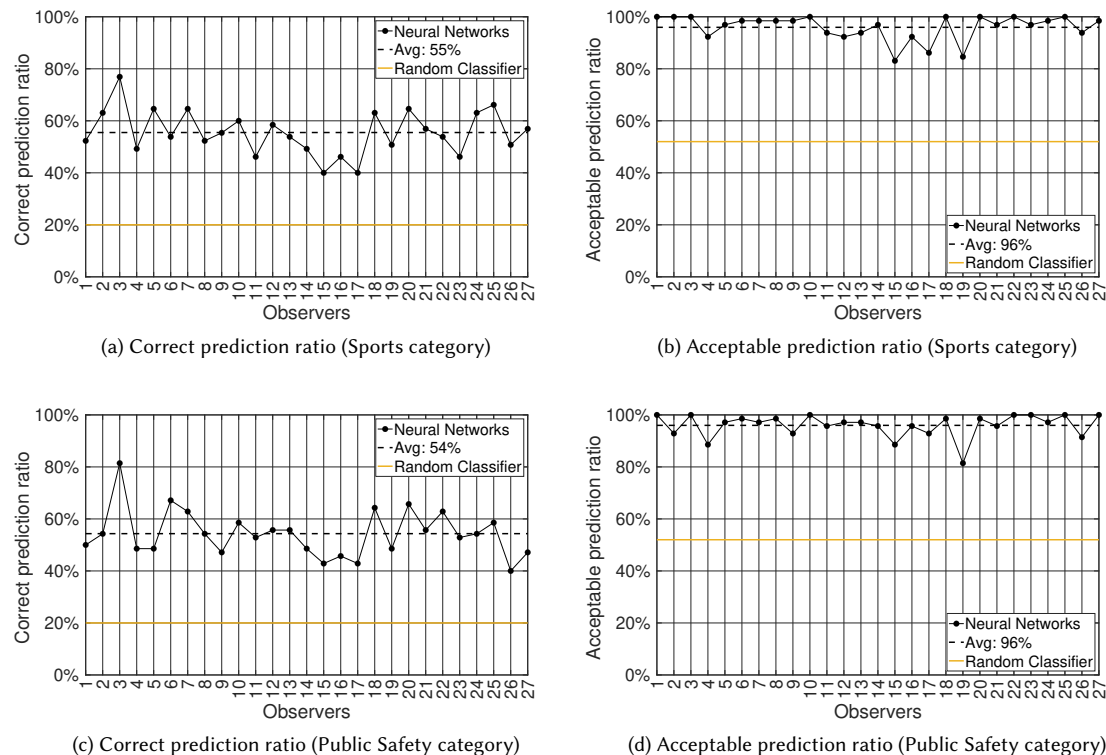 100%
80%
60%
40%
20%
0%
Correct prediction ratio
Neural Networks
Avg: 55%
Random Classifier
1 2 3 4 5 6 7 8 9 10 11 12 13 14 15 16 17 18 19 20 21 22 23 24 25 26 27
Observers
(a) Correct prediction ratio (Sports category)
100%
80%
60%
40%
20%
0%
Acceptable prediction ratio
Neural Networks
Avg: 96%
Random Classifier
1 2 3 4 5 6 7 8 9 10 11 12 13 14 15 16 17 18 19 20 21 22 23 24 25 26 27
Observers
(b) Acceptable prediction ratio (Sports category)
100%
80%
60%
40%
20%
0%
Correct prediction ratio
Neural Networks
Avg: 54%
Random Classifier
1 2 3 4 5 6 7 8 9 10 11 12 13 14 15 16 17 18 19 20 21 22 23 24 25 26 27
Observers
(c) Correct prediction ratio (Public Safety category)
100%
80%
60%
40%
20%
0%
Acceptable prediction ratio
Neural Networks
Avg: 96%
Random Classifier
1 2 3 4 5 6 7 8 9 10 11 12 13 14 15 16 17 18 19 20 21 22 23 24 25 26 27
Observers
(d) Acceptable prediction ratio (Public Safety category)